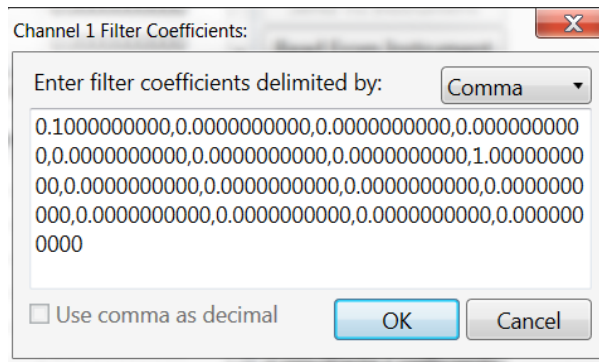 Channel 1 Filter Coefficients:
Enter filter coefficients delimited by:
Comma
0.1000000000,0.0000000000,0.0000000000,0.000000000
0,0.0000000000,0.0000000000,0.0000000000,1.00000000
00,0.0000000000,0.0000000000,0.0000000000,0.0000000
000,0.0000000000,0.0000000000,0.0000000000,0.000000
0000
Use comma as decimal
OK
Cancel